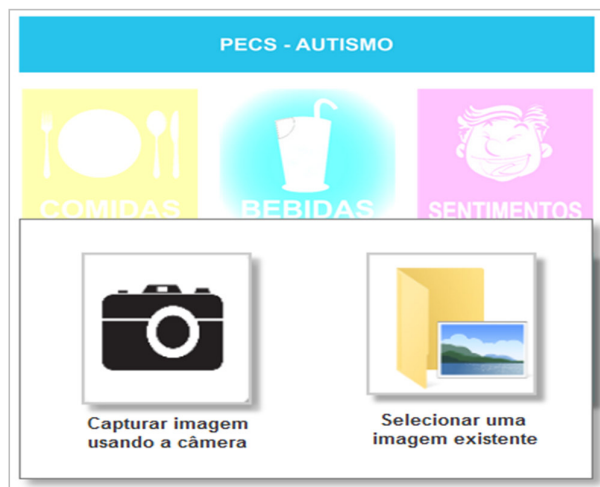 PECS - AUTISMO
COMIDAS
BEBIDAS
SENTIMENTOS
Capturar imagem
usando a câmera
Selecionar uma
imagem existente